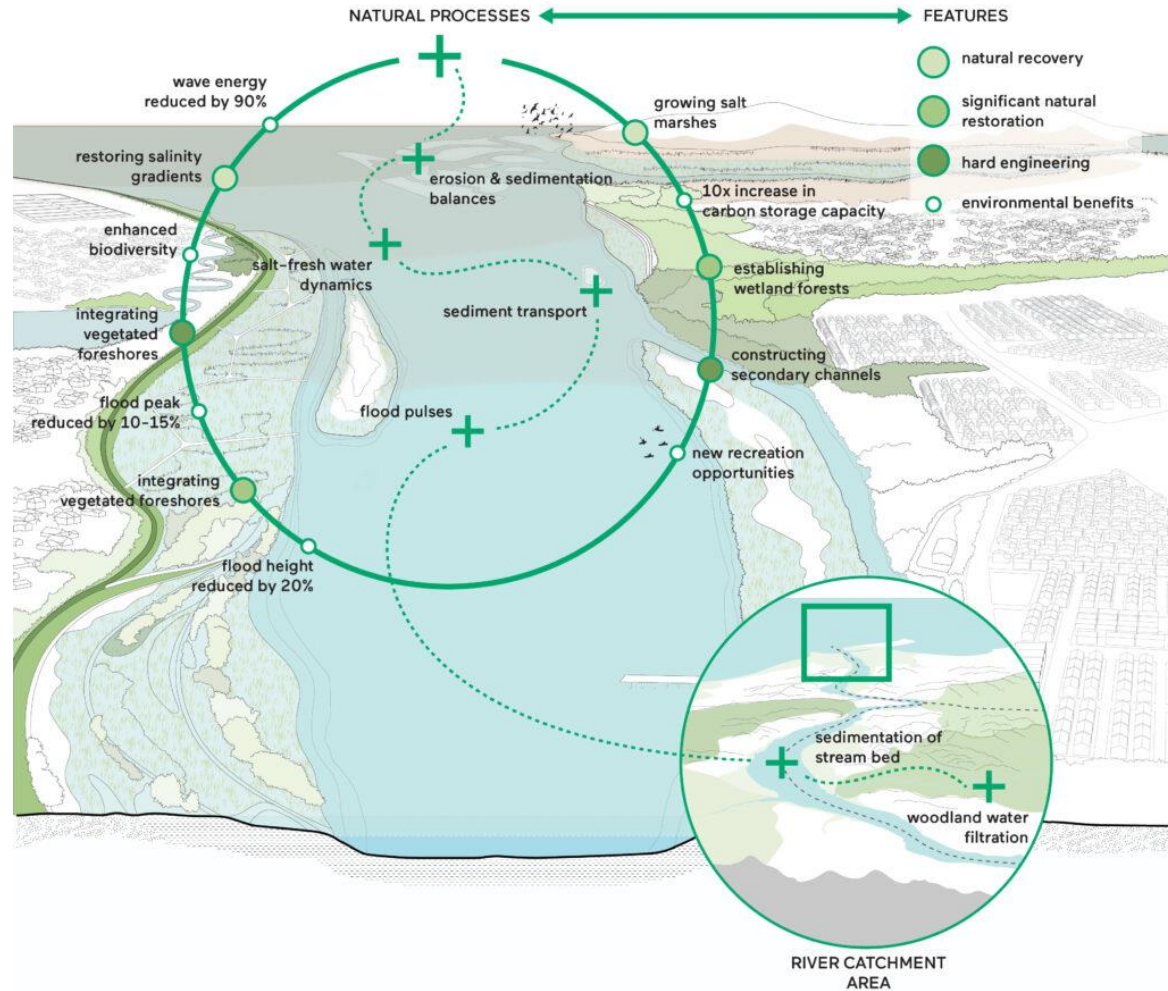 NATURAL PROCESSES
FEATURES
natural recovery
significant natural
restoration
hard engineering
environmental benefits
wave energy
reduced by 90%
growing salt
marshes
restoring salinity
gradients
erosion & sedimentation
balances
10x increase in
carbon storage capacity
enhanced
biodiversity
salt-fresh water
dynamics
establishing
wetland forests
sediment transport
integrating
vegetated
foreshores
constructing
secondary channels
flood peak
reduced by 10-15%
flood pulses
new recreation
opportunities
integrating
vegetated foreshores
flood height
reduced by 20%
sedimentation of
stream bed
woodland water
filtration
RIVER CATCHMENT
AREA